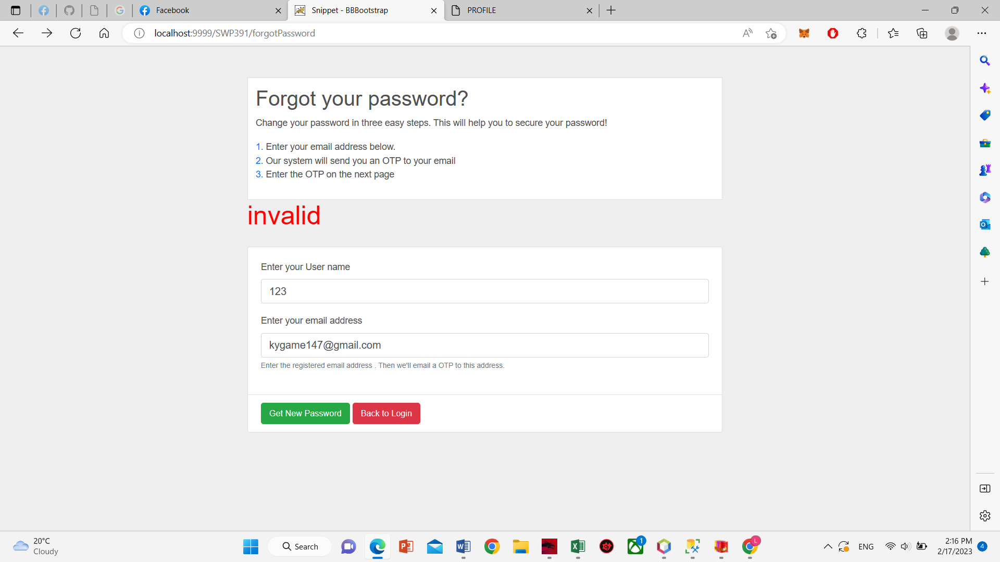 Facebook
Snippet - BBBootstrap
PROFILE
localhost:9999/SWP391/forgotPassword
Forgot your password?
Change your password in three easy steps. This will help you to secure your password!
1. Enter your email address below.
2. Our system will send you an OTP to your email
3. Enter the OTP on the next page
invalid
Enter your User name
123
Enter your email address
kygame147@gmail.com
Enter the registered email address . Then we'll email a OTP to this address.
Get New Password
Back to Login
20°C
Cloudy
Search
1
L
ENG
2:16 PM
2/17/2023
4